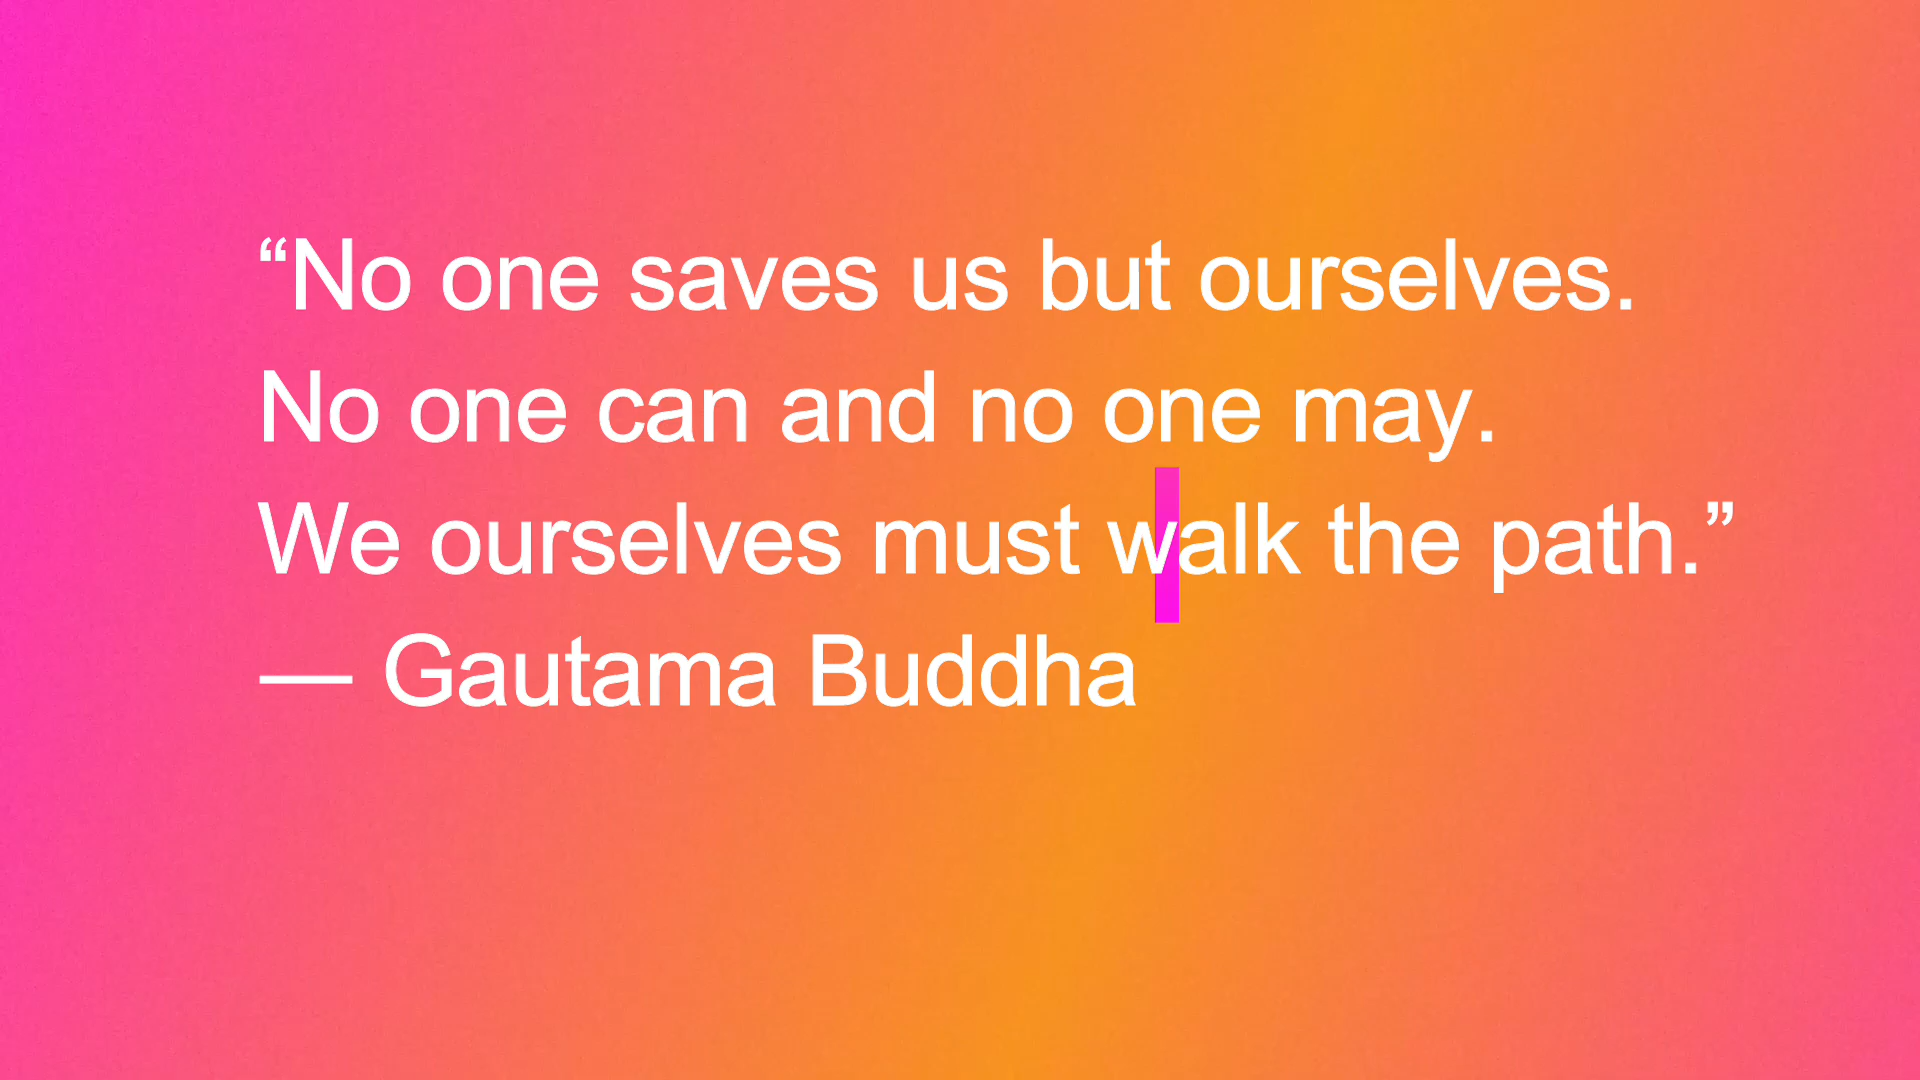 “No one saves us but ourselves.
No one can and no one may.
We ourselves must walk the path.”
— Gautama Buddha